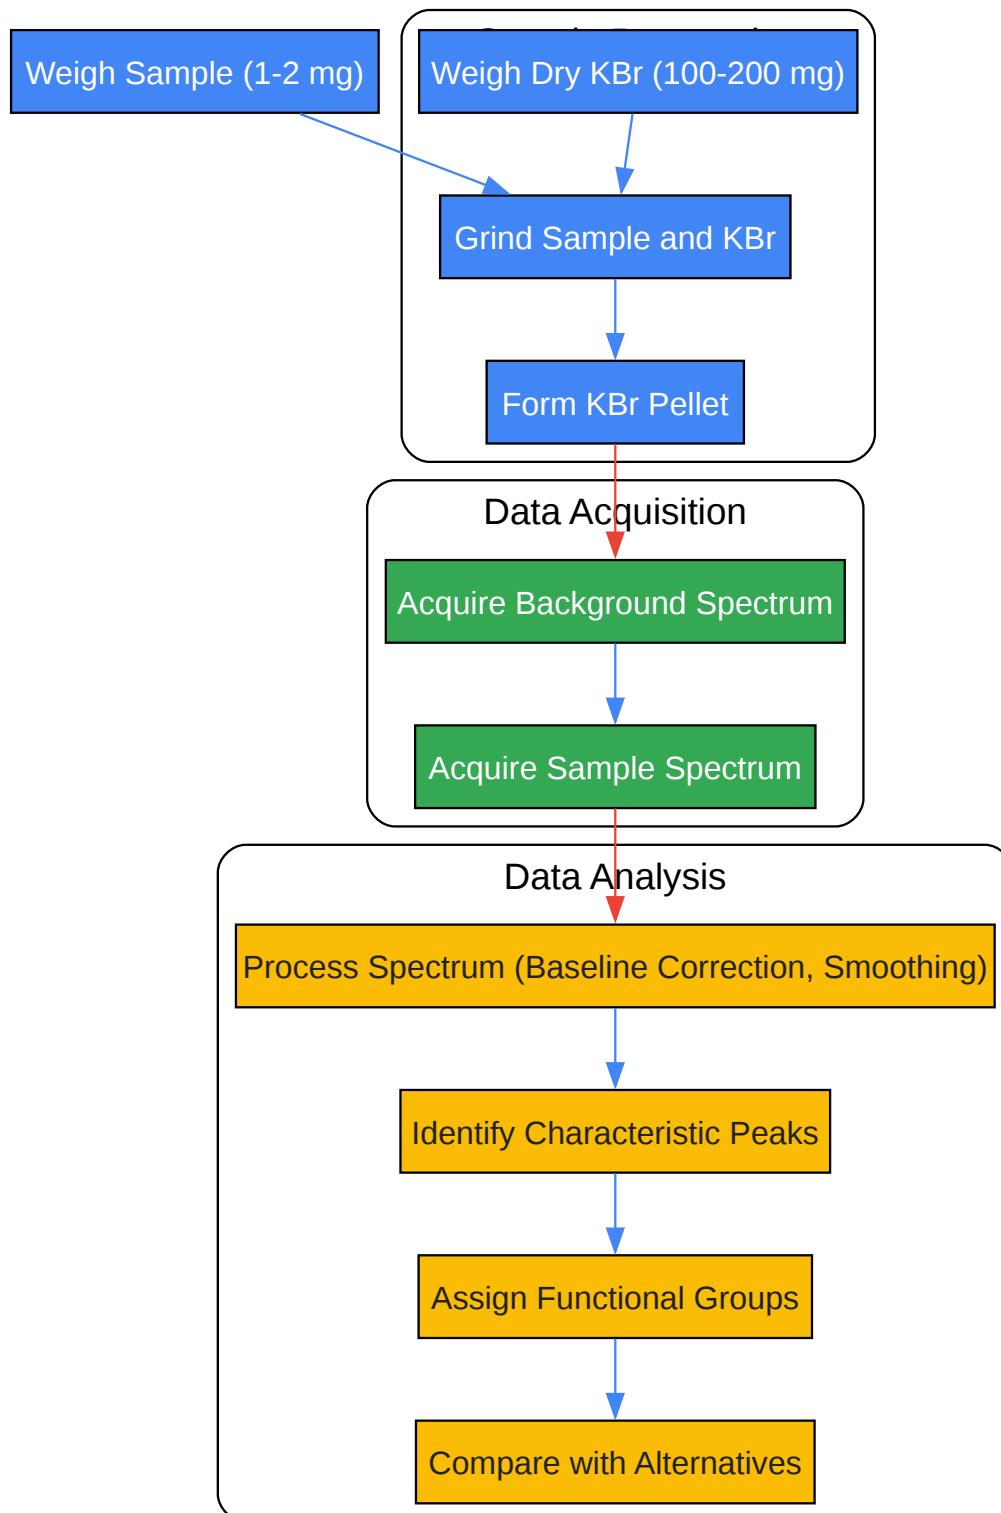 Weigh Sample (1-2 mg)
Weigh Dry KBr (100-200 mg)
Grind Sample and KBr
Form KBr Pellet
Data Acquisition
Acquire Background Spectrum
Acquire Sample Spectrum
Data Analysis
Process Spectrum (Baseline Correction, Smoothing)
Identify Characteristic Peaks
Assign Functional Groups
Compare with Alternatives